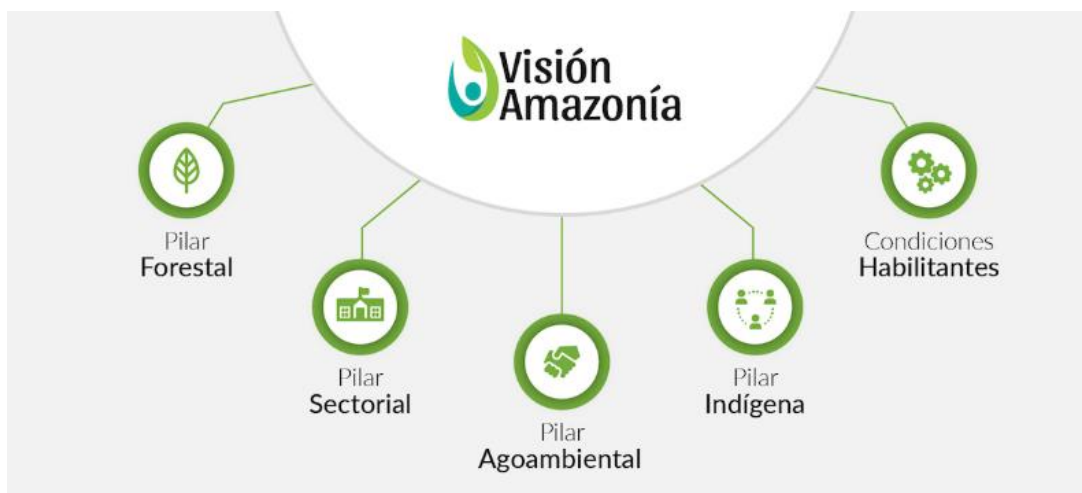 Visión
Amazonía
Pilar
Forestal
Pilar
Sectorial
Pilar
Agoambiental
Pilar
Indígena
Condiciones
Habilitantes